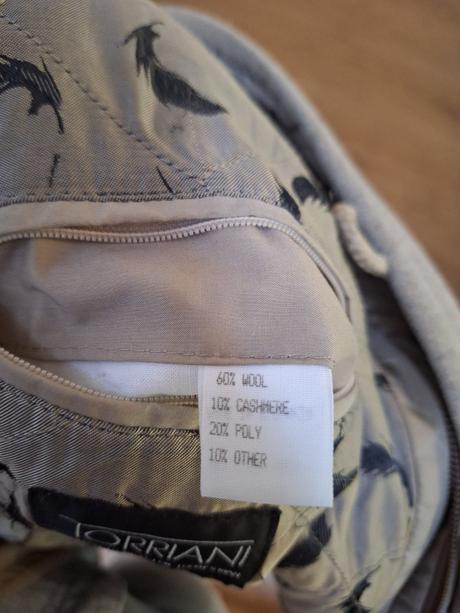 60% WOOL
10% CASHMERE
20% POLY
10% OTHER
TORRIANI